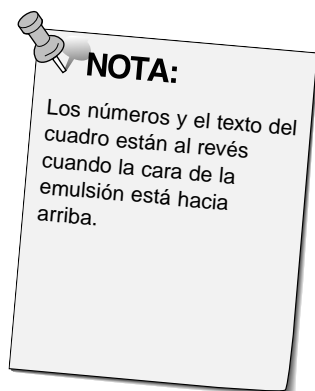 NOTA:
Los números y el texto del
cuadro están al revés
cuando la cara de la
emulsión está hacia
arriba.